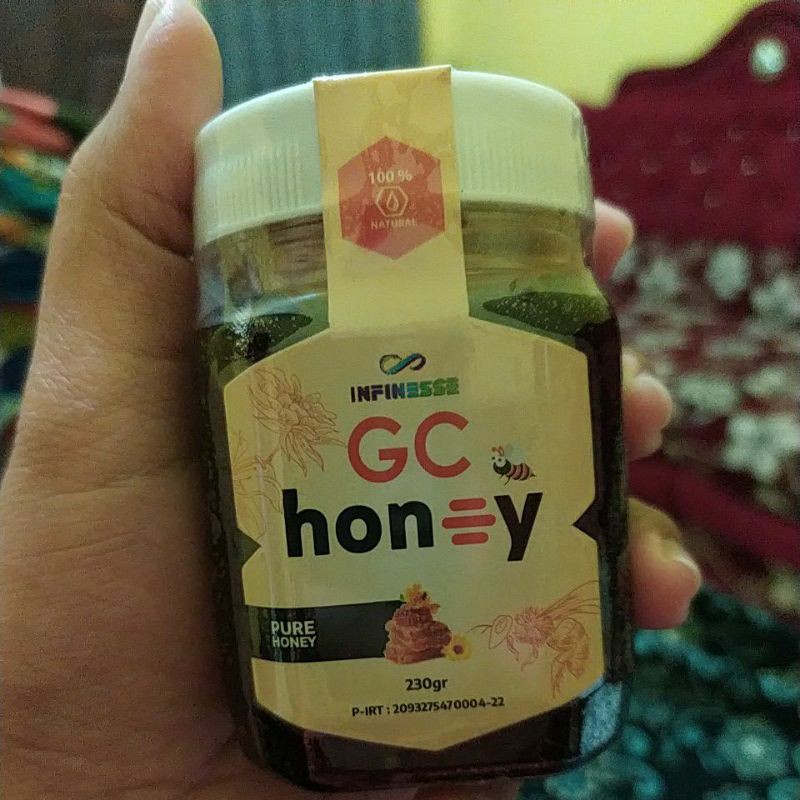 100 %
NATURAL
INFINESSE
GC
honey
PURE
HONEY
230gr
P-IRT : 2093275470004-22